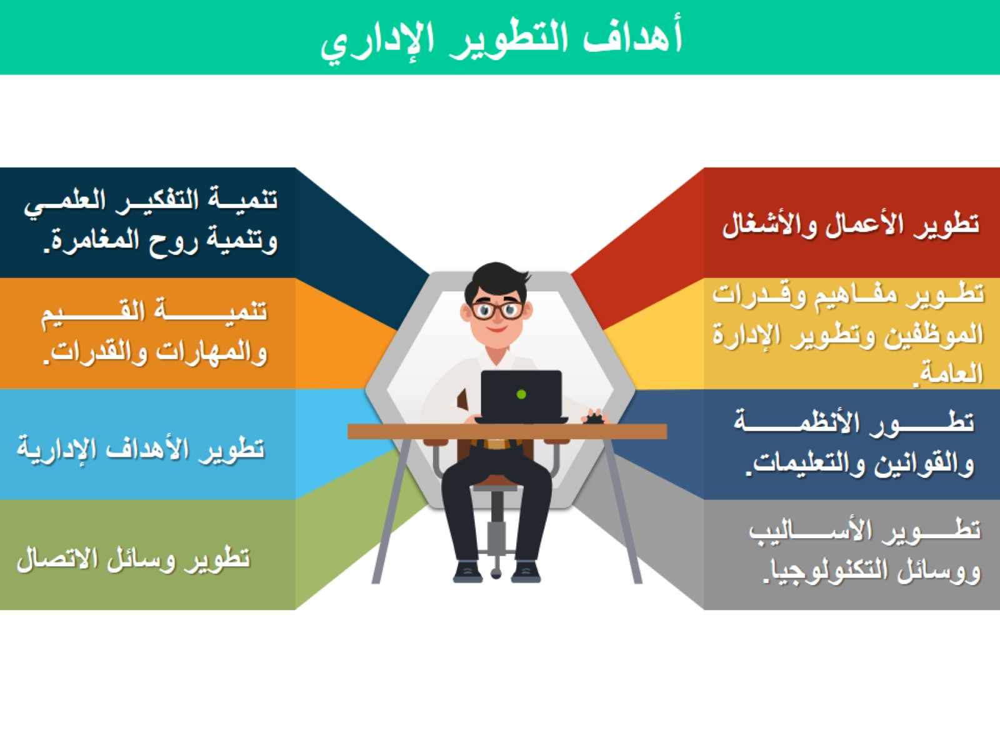 أهداف التطوير الإداري
تطوير الأعمال والأشغال
تطوير مفاهيم وقدرات
الموظفين وتطوير الإدارة
العامة.
تطور الأنظمة
والقوانين والتعليمات.
تطوير الأساليب
ووسائل التكنولوجيا.
تنمية التفكير العلمي
وتنمية روح المغامرة.
تنمية القيم
والمهارات والقدرات.
تطوير الأهداف الإدارية
تطوير وسائل الاتصال